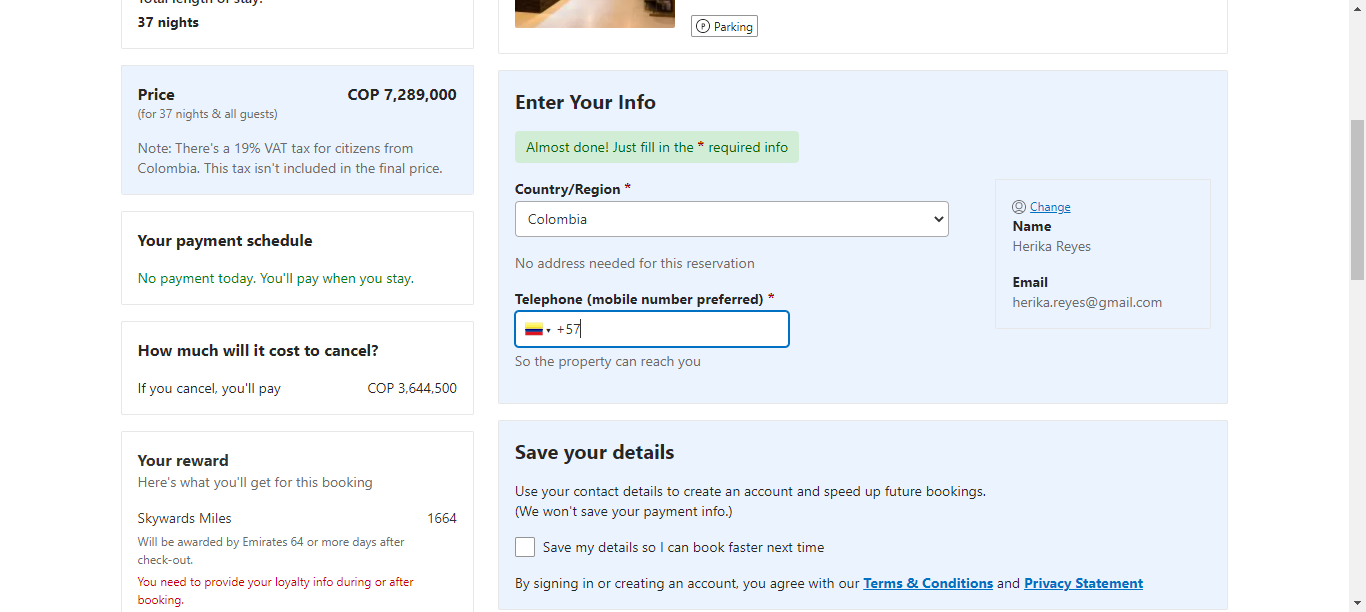 Total length of stay:
37 nights
Price COP 7,289,000
(for 37 nights & all guests)
Note: There's a 19% VAT tax for citizens from
Colombia. This tax isn't included in the final price.
Your payment schedule
No payment today. You'll pay when you stay.
How much will it cost to cancel?
If you cancel, you'll pay COP 3,644,500
Your reward
Here's what you'll get for this booking
Skywards Miles 1664
Will be awarded by Emirates 64 or more days after
check-out.
You need to provide your loyalty info during or after
booking.
P Parking
Enter Your Info
Almost done! Just fill in the * required info
Country/Region *
Colombia
No address needed for this reservation
Telephone (mobile number preferred) *
+57
So the property can reach you
Change
Name
Herika Reyes
Email
herika.reyes@gmail.com
Save your details
Use your contact details to create an account and speed up future bookings.
(We won't save your payment info.)
Save my details so I can book faster next time
By signing in or creating an account, you agree with our Terms & Conditions and Privacy Statement